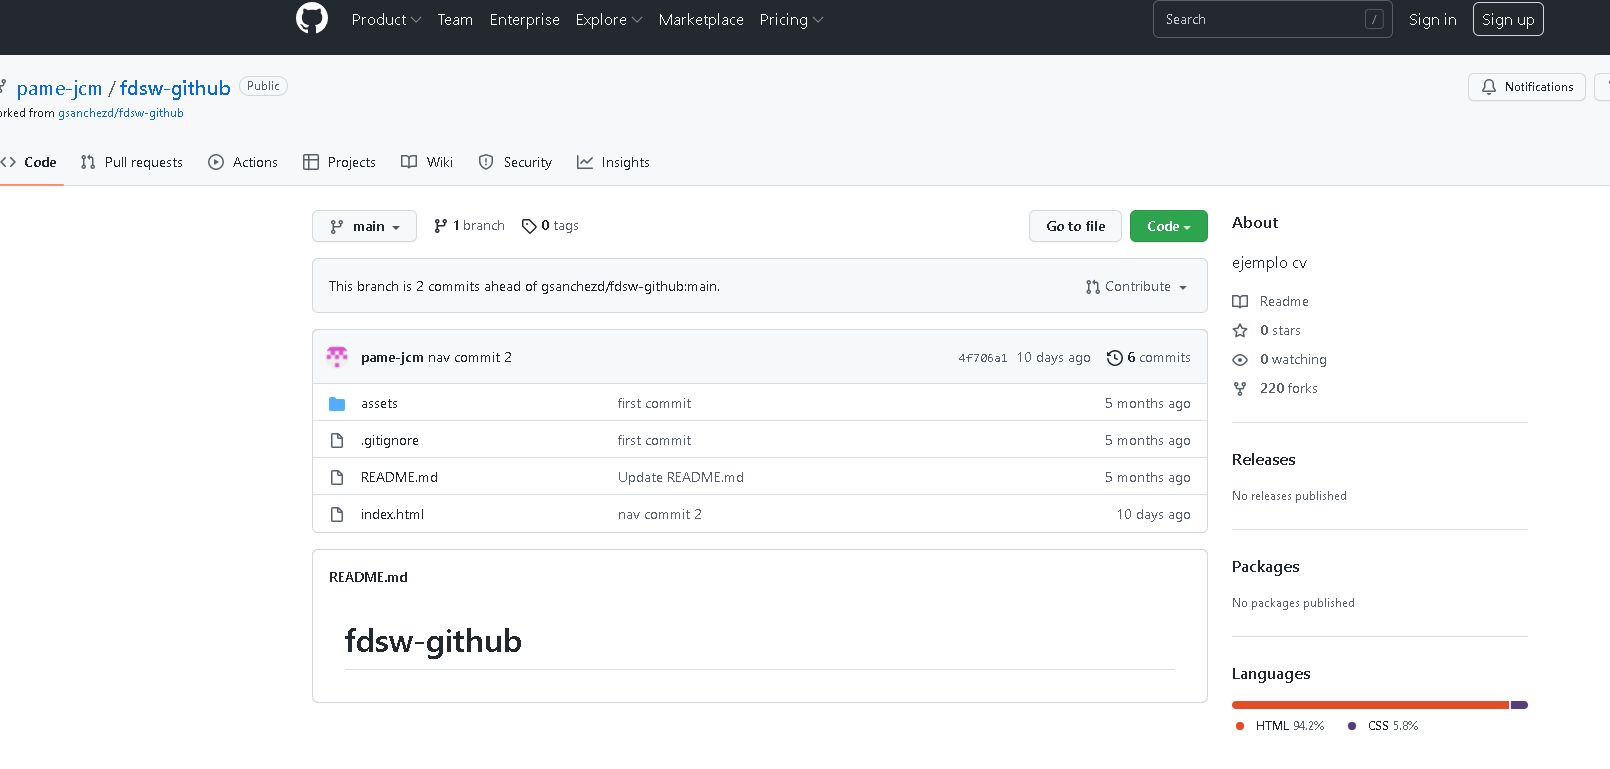 Product Team Enterprise Explore Marketplace Pricing Search / Sign in Sign up
pame-jcm / fdsw-github Public Notifications
orked from gsanchezd/fdsw-github
Code Pull requests Actions Projects Wiki Security Insights
main 1 branch 0 tags Go to file Code
This branch is 2 commits ahead of gsanchezd/fdsw-github:main. Contribute
pame-jcm nav commit 2 4f706a1 10 days ago 6 commits
assets first commit 5 months ago
.gitignore first commit 5 months ago
README.md Update README.md 5 months ago
index.html nav commit 2 10 days ago
README.md
fdsw-github
About
ejemplo cv
Readme
0 stars
0 watching
220 forks
Releases
No releases published
Packages
No packages published
Languages
HTML 94.2% CSS 5.8%